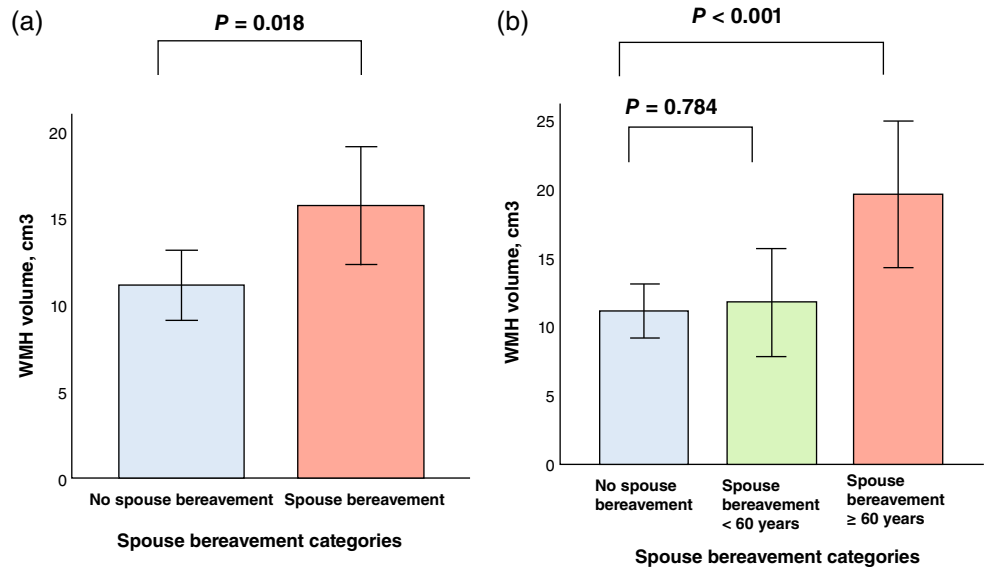 (a)
P = 0.018
WMH volume, cm3
20
15
10
5
0
No spouse bereavement
Spouse bereavement
Spouse bereavement categories
(b)
P < 0.001
P = 0.784
WMH volume, cm3
25
20
15
10
5
0
No spouse
bereavement
Spouse
bereavement
< 60 years
Spouse
bereavement
≥ 60 years
Spouse bereavement categories